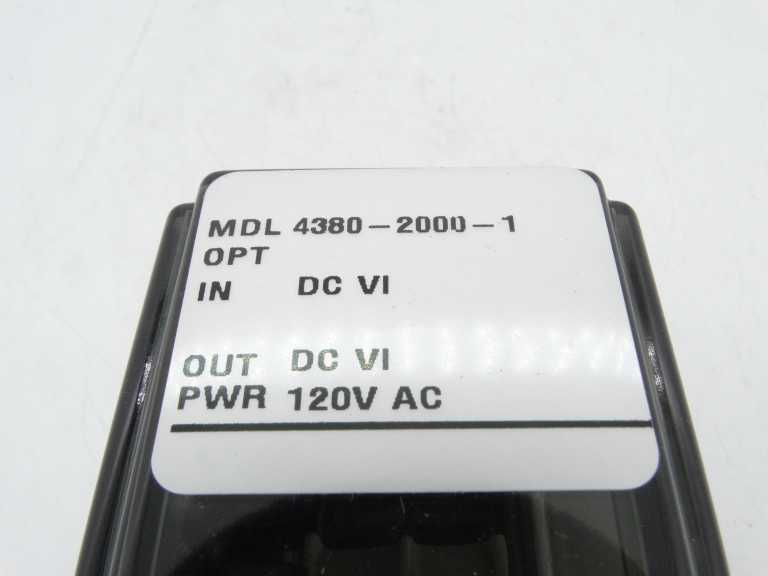 MDL 4380-2000-1
OPT
IN DC VI
OUT DC VI
PWR 120V AC